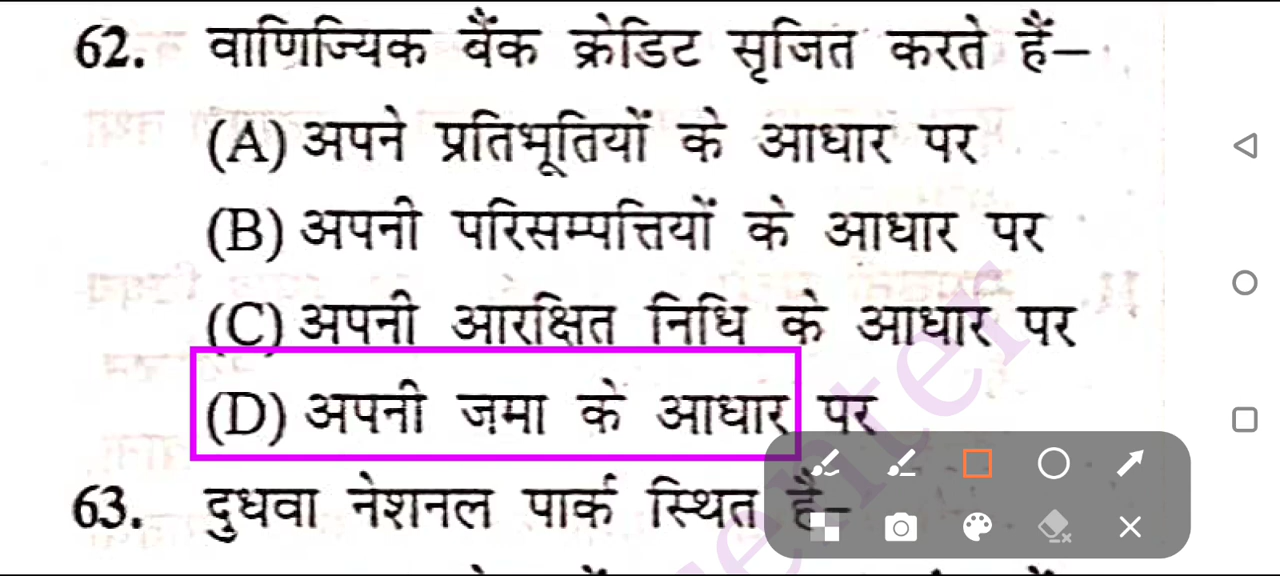 62. वाणिज्यिक बैंक क्रेडिट सृजित करते हैं—
(A) अपने प्रतिभूतियों के आधार पर
(B) अपनी परिसम्पत्तियों के आधार पर
(C) अपनी आरक्षित निधि के आधार पर
(D) अपनी जमा के आधार पर
63. दुधवा नेशनल पार्क स्थित है—